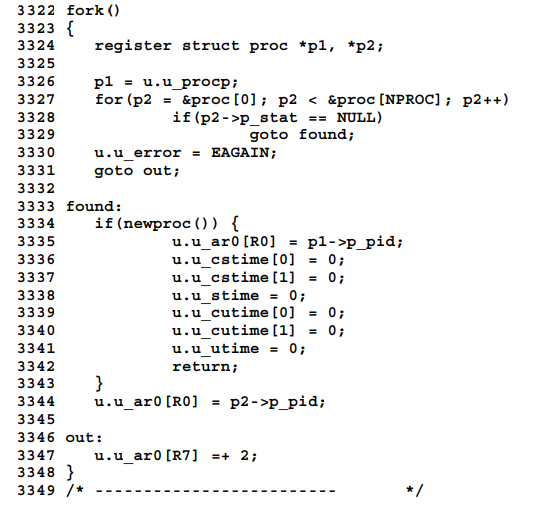 3322 fork()
3323 {
3324     register struct proc *p1, *p2;
3325
3326     p1 = u.u_procp;
3327     for(p2 = &proc[0]; p2 < &proc[NPROC]; p2++)
3328             if(p2->p_stat == NULL)
3329                     goto found;
3330     u.u_error = EAGAIN;
3331     goto out;
3332
3333 found:
3334     if(newproc()) {
3335             u.u_ar0[R0] = p1->p_pid;
3336             u.u_cstime[0] = 0;
3337             u.u_cstime[1] = 0;
3338             u.u_stime = 0;
3339             u.u_cutime[0] = 0;
3340             u.u_cutime[1] = 0;
3341             u.u_utime = 0;
3342             return;
3343     }
3344     u.u_ar0[R0] = p2->p_pid;
3345
3346 out:
3347     u.u_ar0[R7] =+ 2;
3348 }
3349 /* -------------------------       */